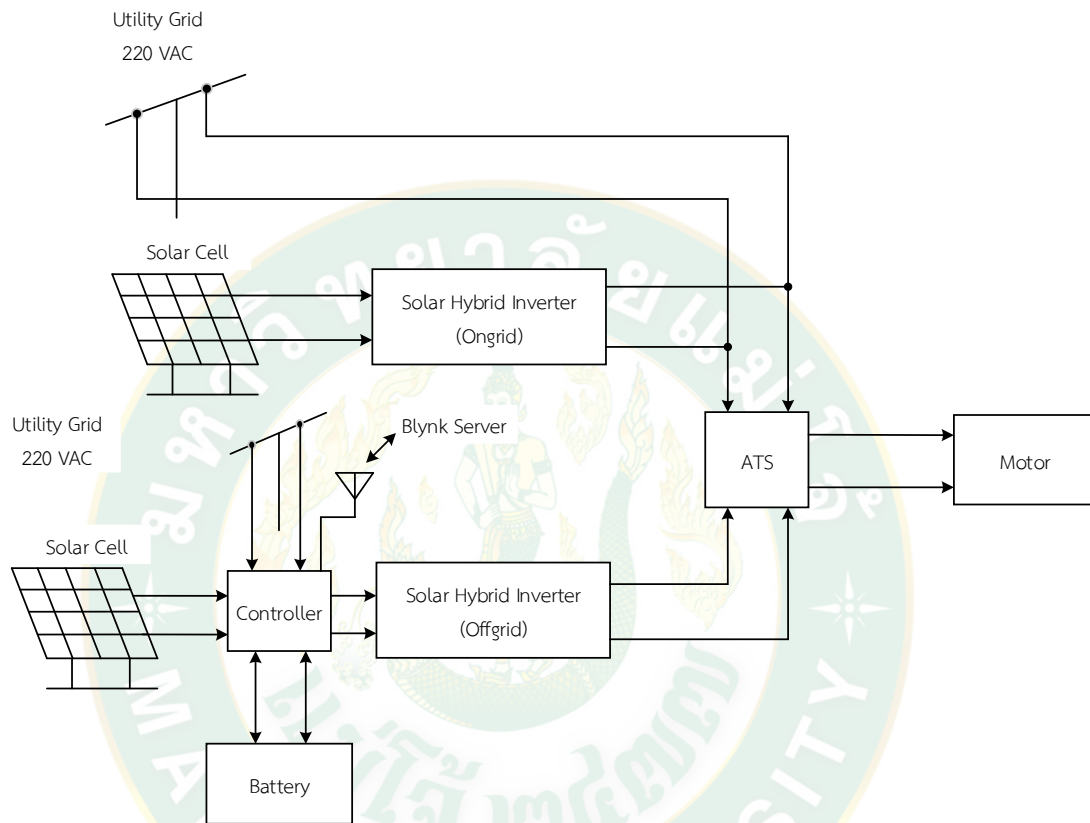 Utility Grid
220 VAC
Solar Cell
Solar Hybrid Inverter
(Ongrid)
Utility Grid
220 VAC
Blynk Server
ATS
Motor
Solar Cell
Controller
Solar Hybrid Inverter
(Offgrid)
Battery